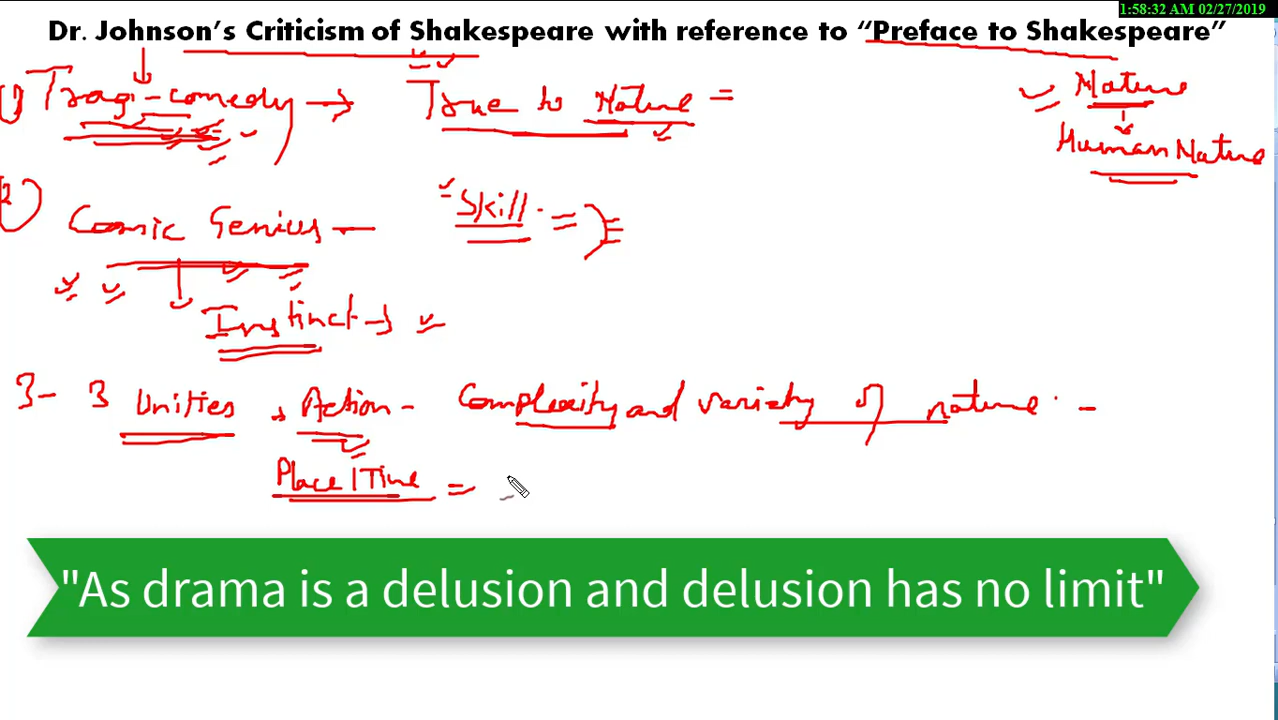 1:58:32 AM 02/27/2019
Dr. Johnson's Criticism of Shakespeare with reference to “Preface to Shakespeare”
1) Tragi-comedy → True to Nature =
Nature
Human Nature
2) Comic Genius — Skill =
Instinct →
3- 3 Unities → Action - Complexity and variety of nature. -
Place/Time =
"As drama is a delusion and delusion has no limit"